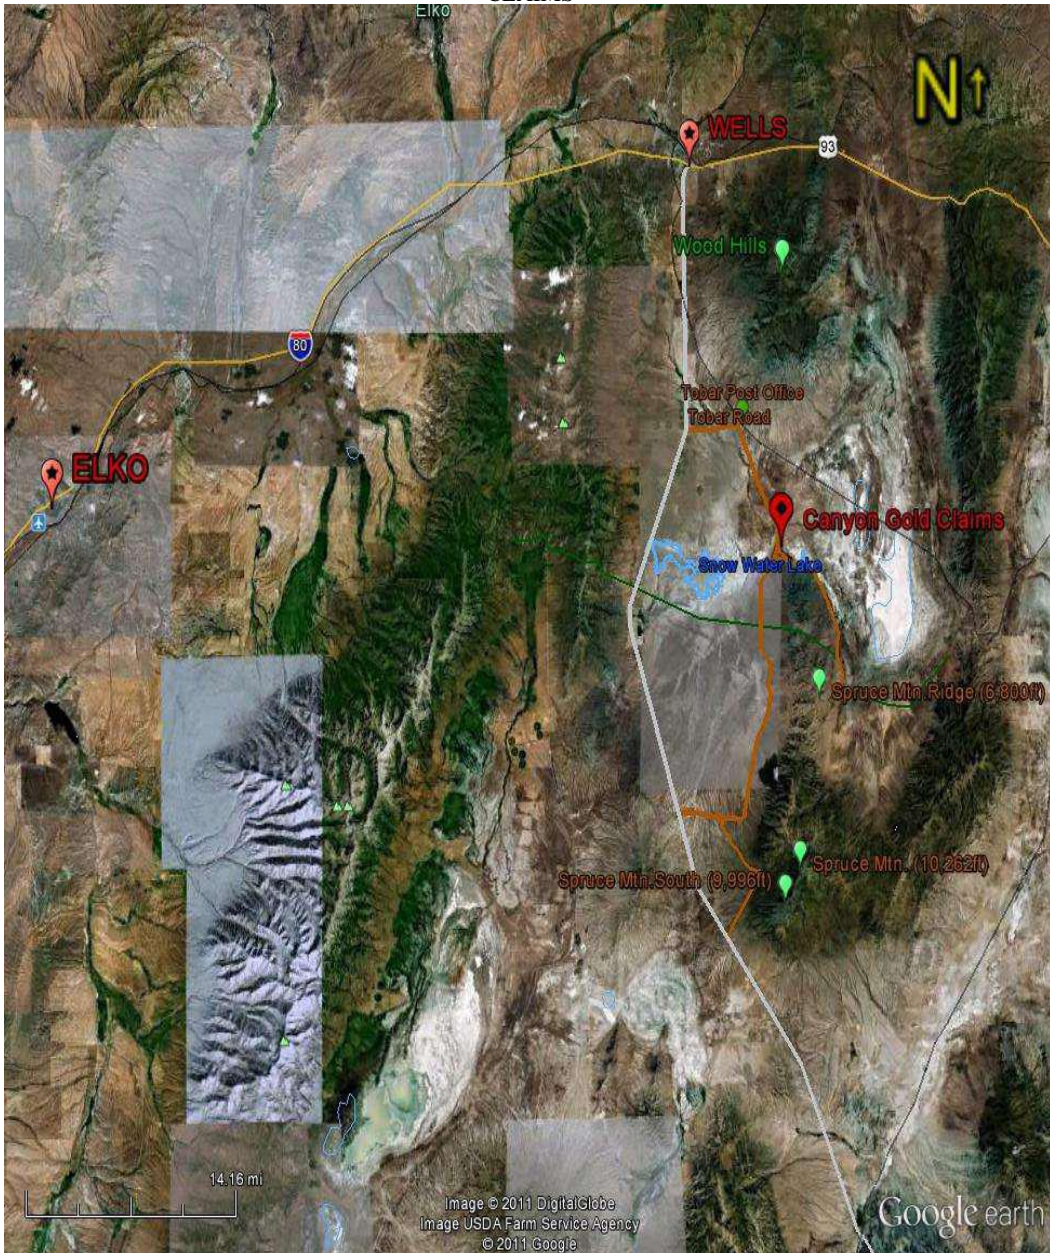 CLAIMS
Elko
N↑
WELLS
93
Wood Hills
80
Tobar Post Office
Tobar Road
ELKO
Canyon Gold Claims
Snow Water Lake
Spruce Mtn.Ridge (6,800ft)
Spruce Mtn. (10,262ft)
Spruce Mtn.South (9,996ft)
14.16 mi
Image © 2011 DigitalGlobe
Image USDA Farm Service Agency
© 2011 Google
Google earth